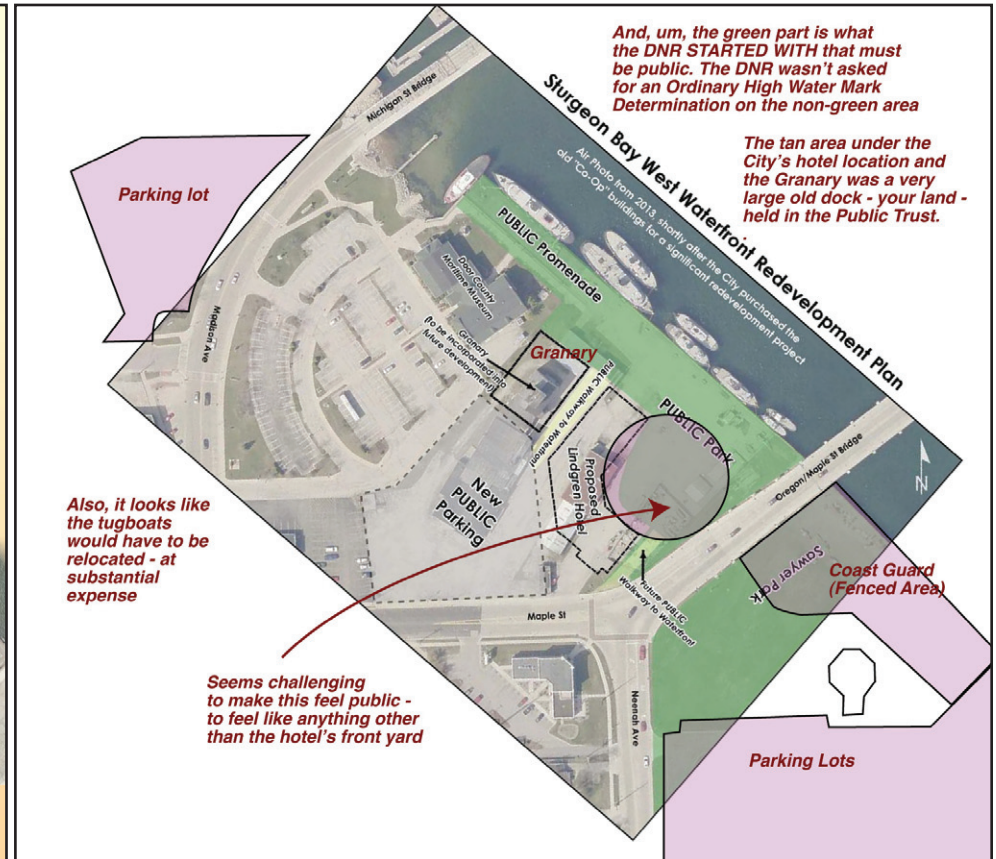 And, um, the green part is what
the DNR STARTED WITH that must
be public. The DNR wasn't asked
for an Ordinary High Water Mark
Determination on the non-green area
The tan area under the
City's hotel location and
the Granary was a very
large old dock - your land -
held in the Public Trust.
.
Sturgeon Bay West Waterfront Redevelopment Plan
Air Photo from 2013, shortly after the City purchased the
old "Co-Op" buildings for a significant redevelopment project
Michigan St Bridge
Parking lot
Madison Ave
PUBLIC Promenade
Door County
Maritime Museum
Granary
(to be incorporated into
future development)
Granary
PUBLIC Walkway to Waterfront
PUBLIC Park
Proposed
Lindgren Hotel
New
PUBLIC
Parking
Oregon/Maple St Bridge
N
Also, it looks like
the tugboats
would have to be
relocated - at
substantial
expense
Sawyer Park
Coast Guard
(Fenced Area)
Future PUBLIC
Walkway to Waterfront
Maple St
Neenah Ave
Seems challenging
to make this feel public -
to feel like anything other
than the hotel's front yard
Parking Lots